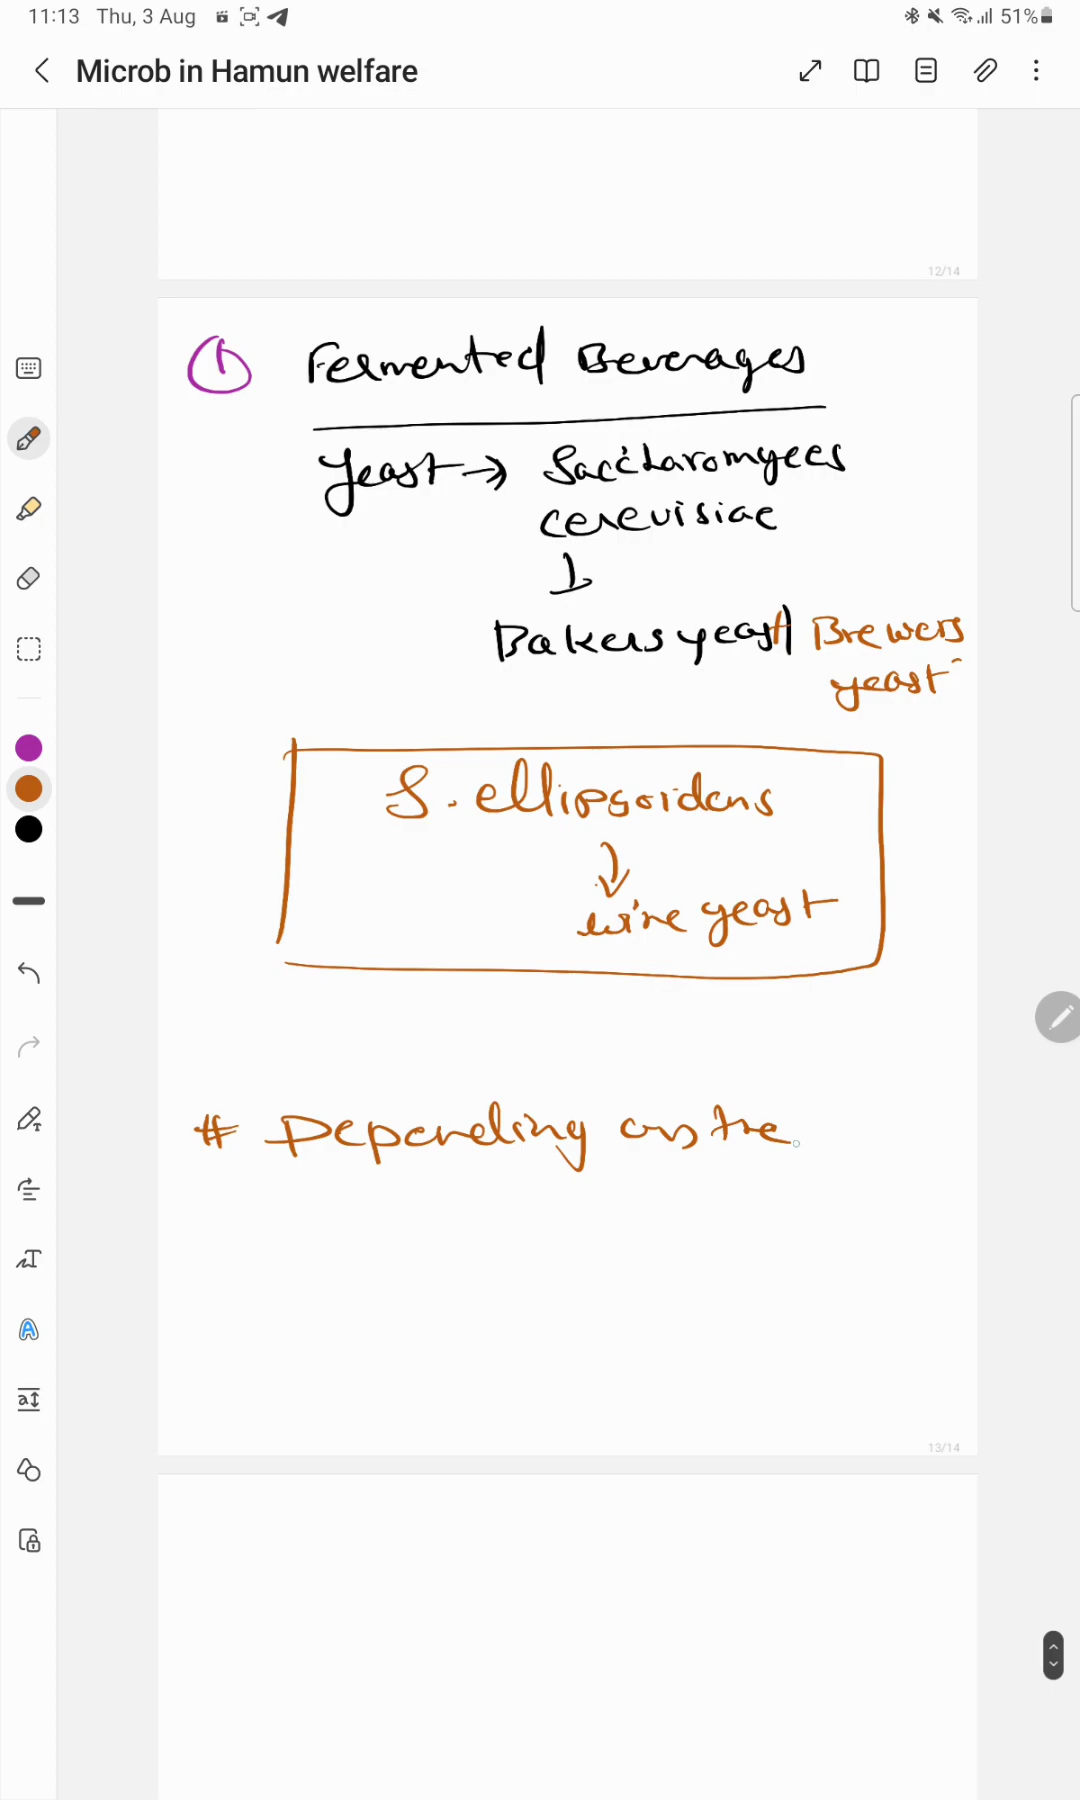 11:13 Thu, 3 Aug
51%
Microb in Hamun welfare
12/14
1 Fermented Beverages
yeast → Saccharomyces
cerevisiae
Bakers yeast Brewers
yeast
S. ellipsoidens
wine yeast
# Depending on the
13/14